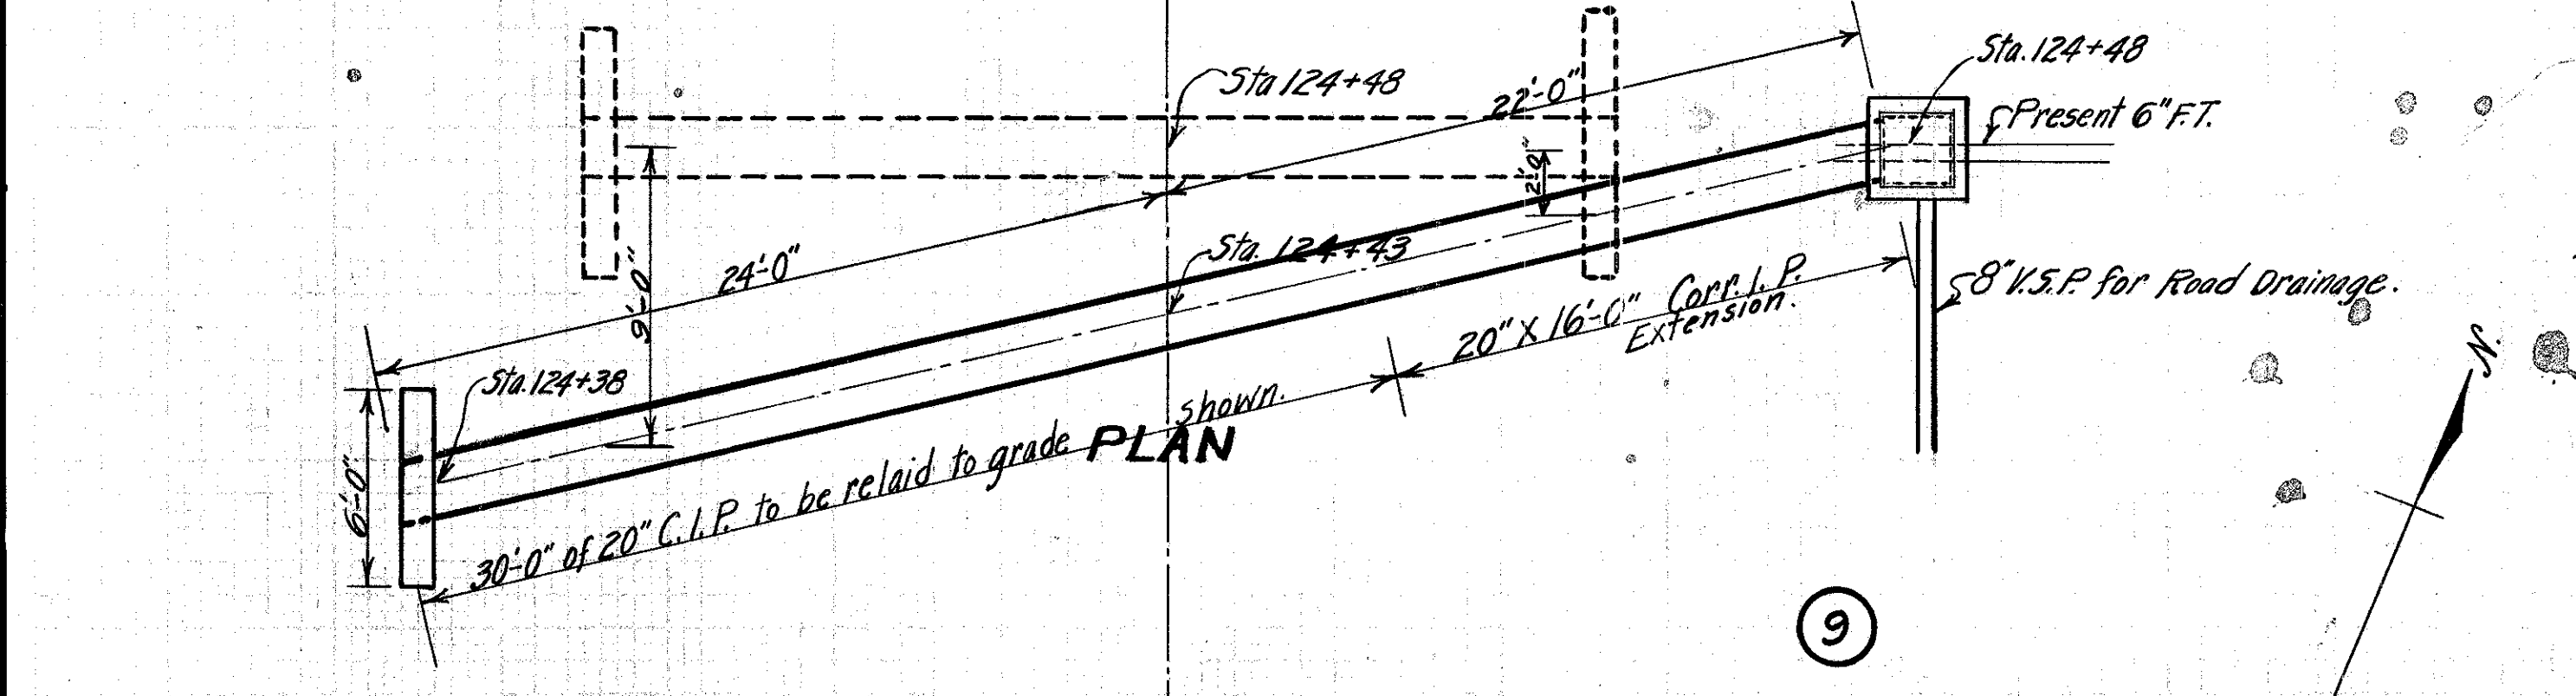 Sta 124+48
22'-0"
Sta. 124+48
Present 6" F.T.
2'-0"
Sta. 124+43
24'-0"
9'-0"
8" V.S.P. for Road Drainage.
20" X 16'-0" Corr. I. P.
Extension.
Sta. 124+38
6'-0"
30'-0" of 20" C.I.P. to be relaid to grade shown.
PLAN
N.
9